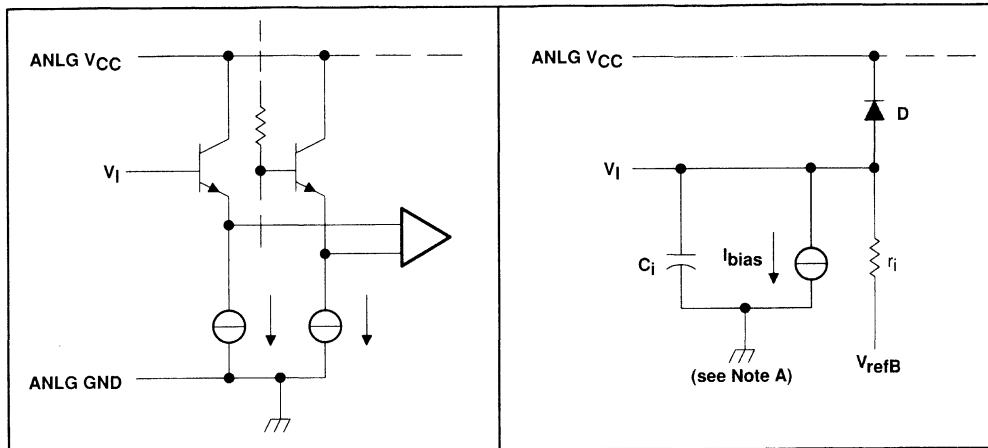 ANLG VCC
VI
ANLG GND
ANLG VCC
D
VI
Ci
Ibias
ri
VrefB
(see Note A)